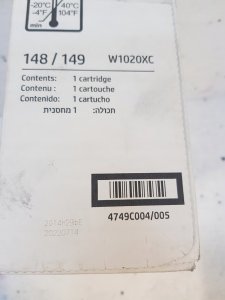 -20°C 40°C
-4°F 104°F
min
148 / 149 W1020XC
Contents: 1 cartridge
Contenu : 1 cartouche
Contenido: 1 cartucho
תכולה: 1 מחסנית
4749C004/005